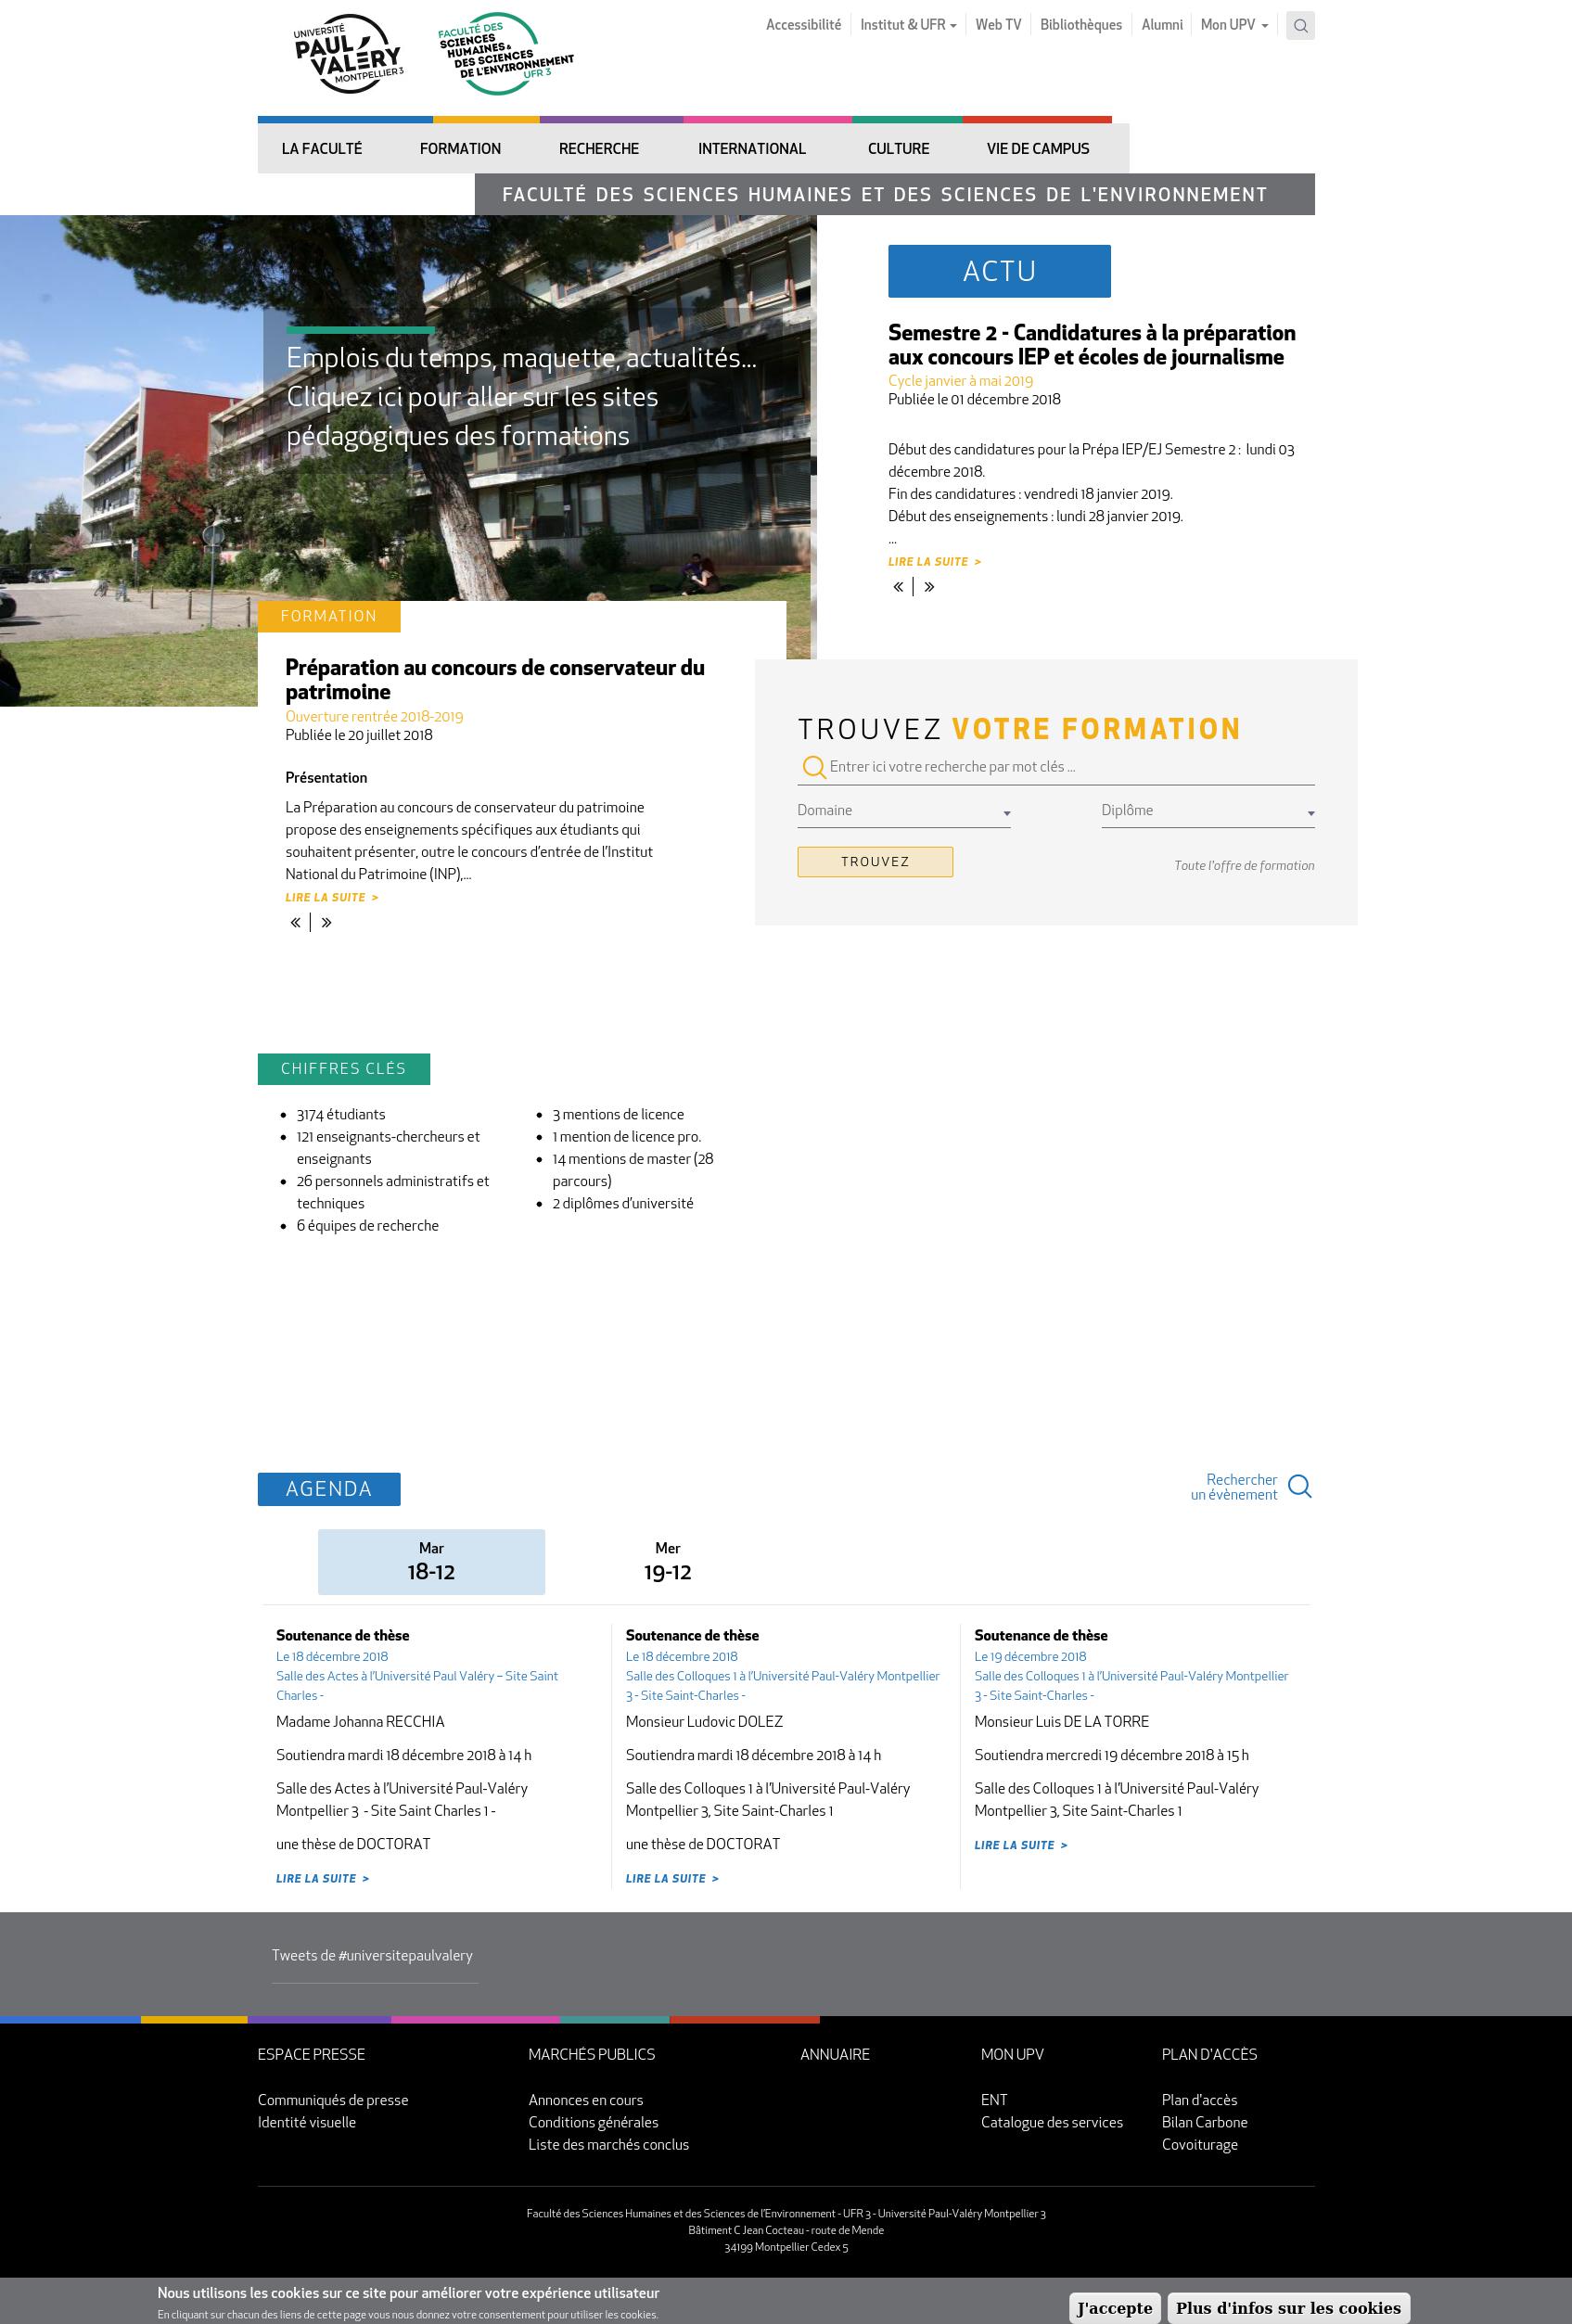 UNIVERSITÉ
PAUL
VALÉRY
MONTPELLIER 3
FACULTÉ DES
SCIENCES
HUMAINES &
DES SCIENCES
DE L'ENVIRONNEMENT
UFR 3
Accessibilité
Institut & UFR
Web TV
Bibliothèques
Alumni
Mon UPV
LA FACULTÉ
FORMATION
RECHERCHE
INTERNATIONAL
CULTURE
VIE DE CAMPUS
FACULTÉ DES SCIENCES HUMAINES ET DES SCIENCES DE L'ENVIRONNEMENT
Emplois du temps, maquette, actualités...
Cliquez ici pour aller sur les sites
pédagogiques des formations
ACTU
Semestre 2 - Candidatures à la préparation
aux concours IEP et écoles de journalisme
Cycle janvier à mai 2019
Publiée le 01 décembre 2018
Début des candidatures pour la Prépa IEP/EJ Semestre 2 : lundi 03
décembre 2018.
Fin des candidatures : vendredi 18 janvier 2019.
Début des enseignements : lundi 28 janvier 2019.
...
LIRE LA SUITE >
« | »
FORMATION
Préparation au concours de conservateur du
patrimoine
Ouverture rentrée 2018-2019
Publiée le 20 juillet 2018
Présentation
La Préparation au concours de conservateur du patrimoine
propose des enseignements spécifiques aux étudiants qui
souhaitent présenter, outre le concours d’entrée de l’Institut
National du Patrimoine (INP),...
LIRE LA SUITE >
« | »
TROUVEZ VOTRE FORMATION
Entrer ici votre recherche par mot clés ...
Domaine
Diplôme
TROUVEZ
Toute l'offre de formation
CHIFFRES CLÉS
• 3174 étudiants
• 121 enseignants-chercheurs et
enseignants
• 26 personnels administratifs et
techniques
• 6 équipes de recherche
• 3 mentions de licence
• 1 mention de licence pro.
• 14 mentions de master (28
parcours)
• 2 diplômes d’université
AGENDA
Rechercher
un évènement
Mar
18-12
Mer
19-12
Soutenance de thèse
Le 18 décembre 2018
Salle des Actes à l’Université Paul Valéry – Site Saint
Charles -
Madame Johanna RECCHIA
Soutiendra mardi 18 décembre 2018 à 14 h
Salle des Actes à l’Université Paul-Valéry
Montpellier 3 - Site Saint Charles 1 -
une thèse de DOCTORAT
LIRE LA SUITE >
Soutenance de thèse
Le 18 décembre 2018
Salle des Colloques 1 à l’Université Paul-Valéry Montpellier
3 - Site Saint-Charles -
Monsieur Ludovic DOLEZ
Soutiendra mardi 18 décembre 2018 à 14 h
Salle des Colloques 1 à l’Université Paul-Valéry
Montpellier 3, Site Saint-Charles 1
une thèse de DOCTORAT
LIRE LA SUITE >
Soutenance de thèse
Le 19 décembre 2018
Salle des Colloques 1 à l’Université Paul-Valéry Montpellier
3 - Site Saint-Charles -
Monsieur Luis DE LA TORRE
Soutiendra mercredi 19 décembre 2018 à 15 h
Salle des Colloques 1 à l’Université Paul-Valéry
Montpellier 3, Site Saint-Charles 1
LIRE LA SUITE >
Tweets de #universitepaulvalery
ESPACE PRESSE
Communiqués de presse
Identité visuelle
MARCHÉS PUBLICS
Annonces en cours
Conditions générales
Liste des marchés conclus
ANNUAIRE
MON UPV
ENT
Catalogue des services
PLAN D'ACCÈS
Plan d'accès
Bilan Carbone
Covoiturage
Faculté des Sciences Humaines et des Sciences de l’Environnement - UFR 3 - Université Paul-Valéry Montpellier 3
Bâtiment C Jean Cocteau - route de Mende
34199 Montpellier Cedex 5
Nous utilisons les cookies sur ce site pour améliorer votre expérience utilisateur
En cliquant sur chacun des liens de cette page vous nous donnez votre consentement pour utiliser les cookies.
J'accepte
Plus d'infos sur les cookies